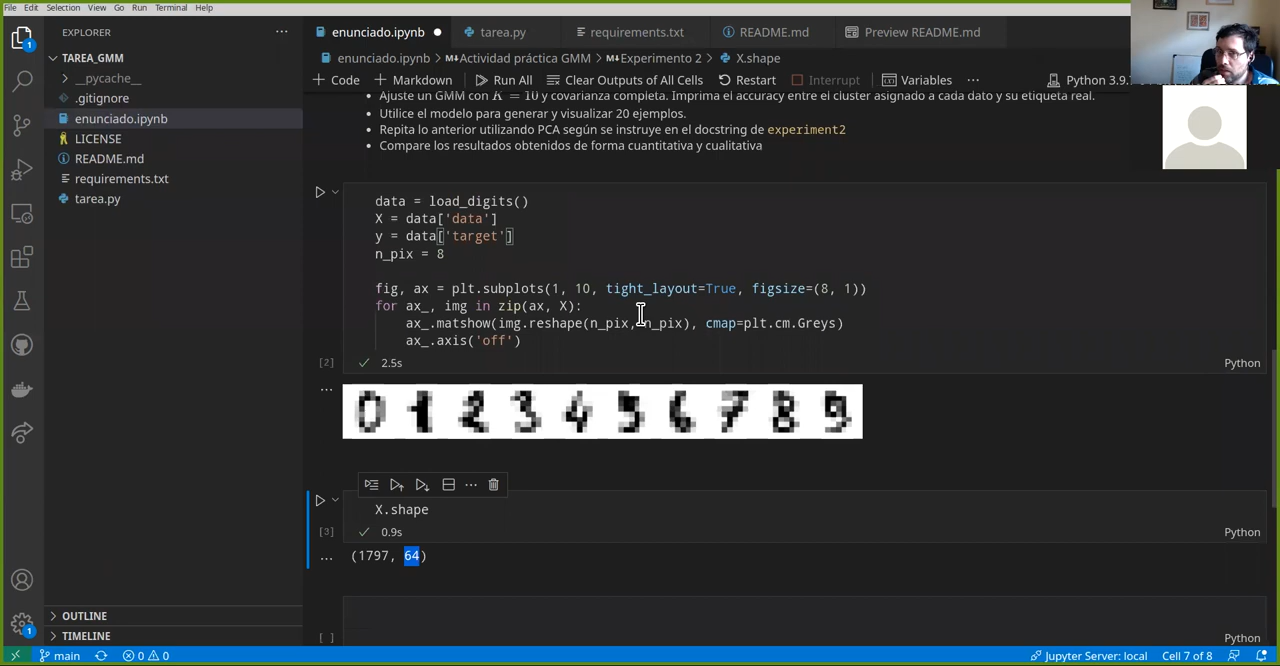 File Edit Selection View Go Run Terminal Help
EXPLORER
TAREA_GMM
__pycache__
.gitignore
enunciado.ipynb
LICENSE
README.md
requirements.txt
tarea.py
OUTLINE
TIMELINE
enunciado.ipynb tarea.py requirements.txt README.md Preview README.md
enunciado.ipynb > Actividad práctica GMM > Experimento 2 > X.shape
Code Markdown Run All Clear Outputs of All Cells Restart Interrupt Variables Python 3.9.
Ajuste un GMM con K = 10 y covarianza completa. Imprima el accuracy entre el cluster asignado a cada dato y su etiqueta real.
Utilice el modelo para generar y visualizar 20 ejemplos.
Repita lo anterior utilizando PCA según se instruye en el docstring de experiment2
Compare los resultados obtenidos de forma cuantitativa y cualitativa
data = load_digits()
X = data['data']
y = data['target']
n_pix = 8
fig, ax = plt.subplots(1, 10, tight_layout=True, figsize=(8, 1))
for ax_, img in zip(ax, X):
ax_.matshow(img.reshape(n_pix, n_pix), cmap=plt.cm.Greys)
ax_.axis('off')
[2] 2.5s Python
0 1 2 3 4 5 6 7 8 9
X.shape
[3] 0.9s Python
(1797, 64)
[ ] Python
main 0 0 Jupyter Server: local Cell 7 of 8